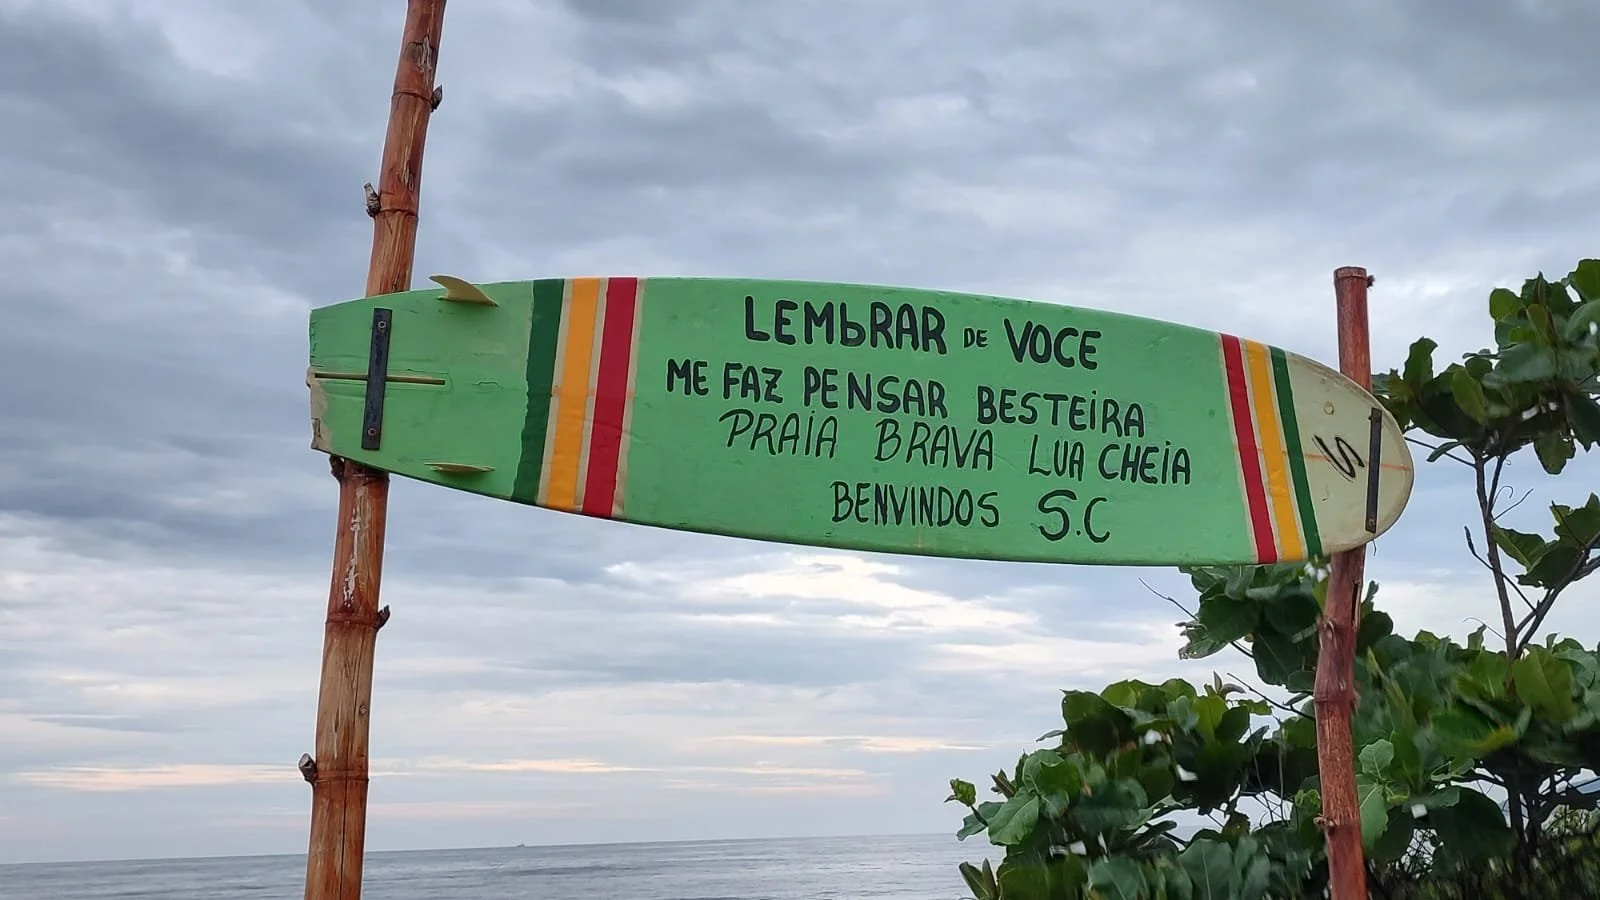 LEMbRAR DE VOCE
ME FAZ PENSAR BESTEiRA
PRAiA BRAVA LUA CHEiA
BENVINDOS S.C
S